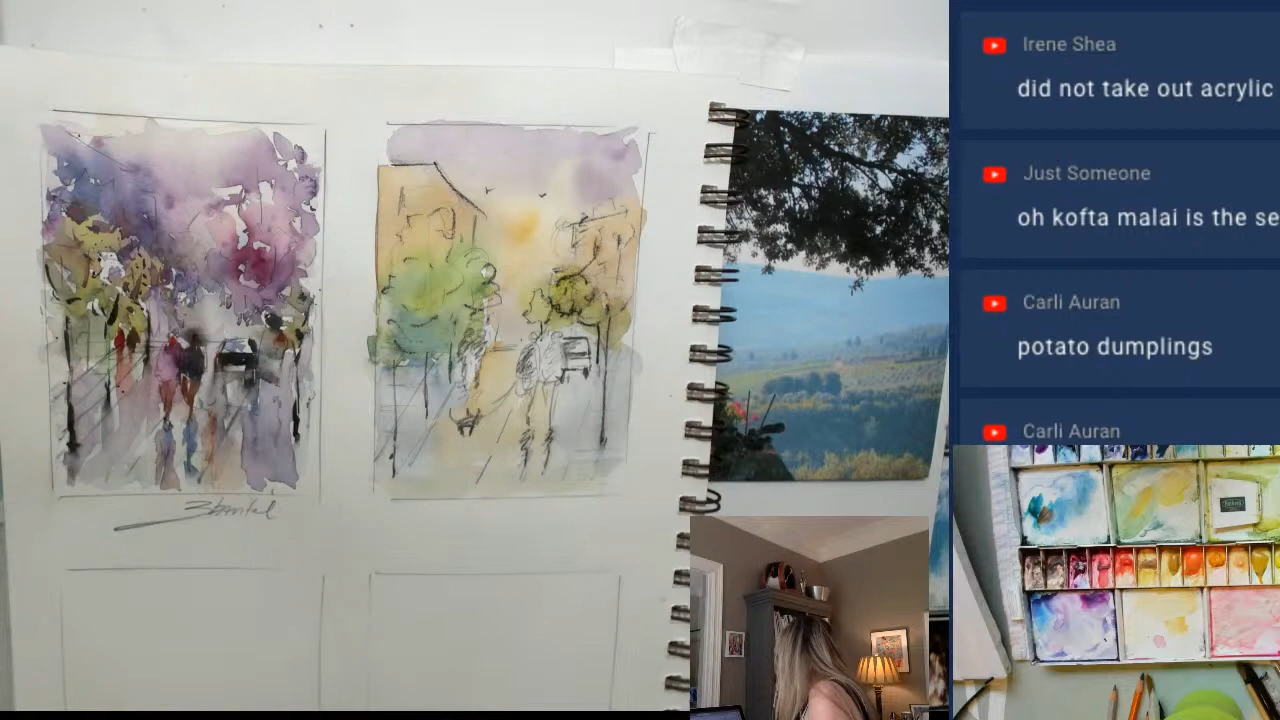 Irene Shea
did not take out acrylic
Just Someone
oh kofta malai is the se
Carli Auran
potato dumplings
Carli Auran